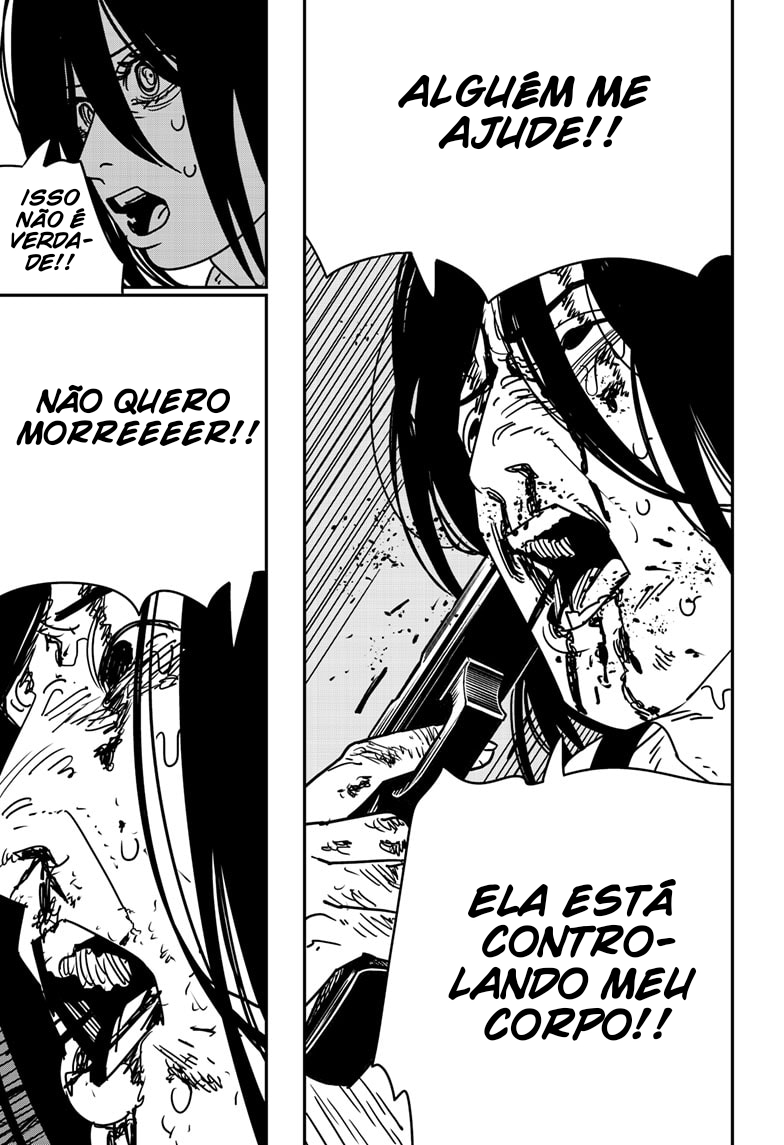 ALGUÉM ME
AJUDE!!
ELA ESTÁ
CONTRO-
LANDO MEU
CORPO!!
ISSO
NÃO É
VERDA-
DE!!
NÃO QUERO
MORREEEER!!